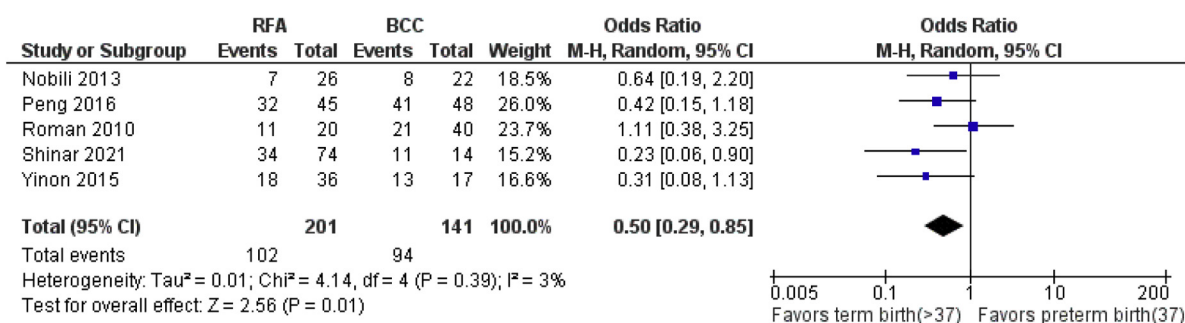 RFA BCC Odds Ratio Odds Ratio
Study or Subgroup Events Total Events Total Weight M-H, Random, 95% CI M-H, Random, 95% CI
Nobili 2013 7 26 8 22 18.5% 0.64 [0.19, 2.20]
Peng 2016 32 45 41 48 26.0% 0.42 [0.15, 1.18]
Roman 2010 11 20 21 40 23.7% 1.11 [0.38, 3.25]
Shinar 2021 34 74 11 14 15.2% 0.23 [0.06, 0.90]
Yinon 2015 18 36 13 17 16.6% 0.31 [0.08, 1.13]
Total (95% CI) 201 141 100.0% 0.50 [0.29, 0.85]
Total events 102 94
Heterogeneity: Tau² = 0.01; Chi² = 4.14, df = 4 (P = 0.39); I² = 3%
Test for overall effect: Z = 2.56 (P = 0.01)
0.005 0.1 1 10 200
Favors term birth(>37) Favors preterm birth(37)